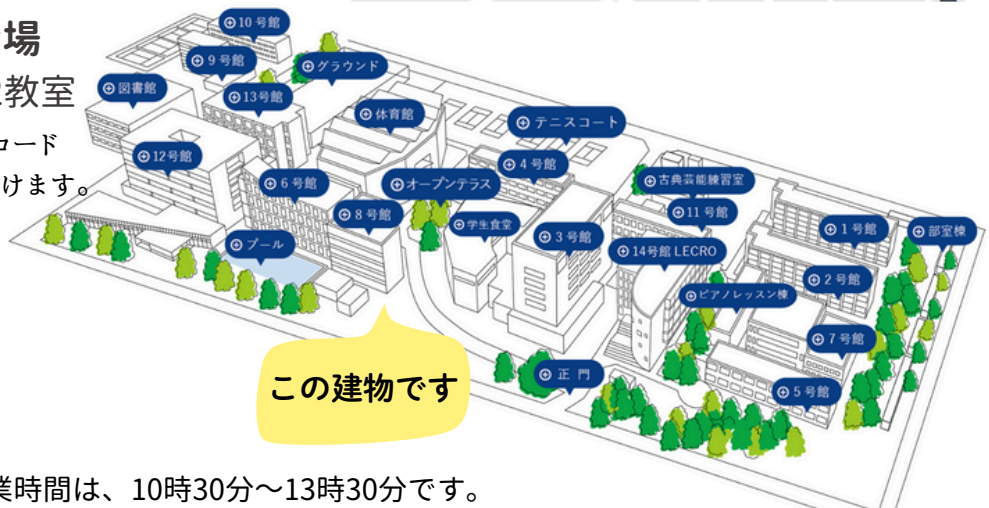 場
教室
コード
けます。
10号館
9号館
グラウンド
図書館
13号館
体育館
テニスコート
12号館
4号館
6号館
オープンテラス
古典芸能練習室
8号館
11号館
学生食堂
1号館
部室棟
プール
3号館
14号館 LECRO
2号館
ピアノレッスン棟
7号館
正門
5号館
この建物です
業時間は、10時30分〜13時30分です。